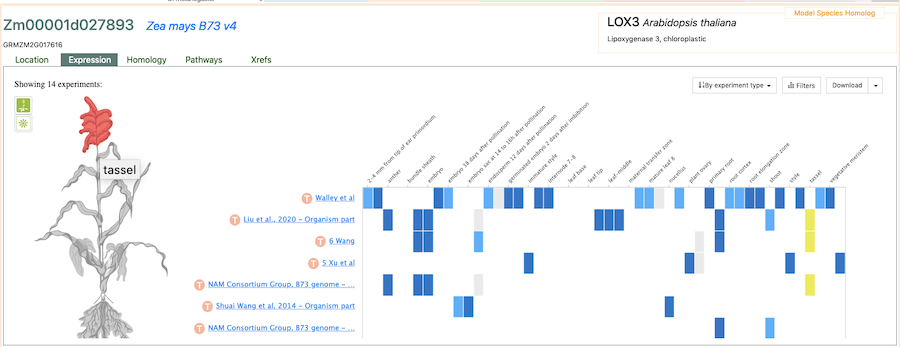 Zm00001d027893 Zea mays B73 v4
GRMZM2G017616
Model Species Homolog
LOX3 Arabidopsis thaliana
Lipoxygenase 3, chloroplastic
Location Expression Homology Pathways Xrefs
Showing 14 experiments:
By experiment type Filters Download
tassel
2-4 mm from tip of ear primordium
anther
bundle sheath
embryo
embryo 38 days after pollination
embryo sac at 14 to 16h after pollination
endosperm 12 days after pollination
germinated embryo 2 days after imbibition
immature style
internode 7-8
leaf base
leaf tip
leaf-middle
maternal transfer zone
mature leaf 8
nucellus
plant ovary
primary root
root cortex
root elongation zone
shoot
style
tassel
vegetative meristem
T Walley et al
T Liu et al., 2020 - Organism part
T 6 Wang
T 5 Xu et al
T NAM Consortium Group, B73 genome - ...
T Shuai Wang et al, 2014 - Organism part
T NAM Consortium Group, B73 genome - ...